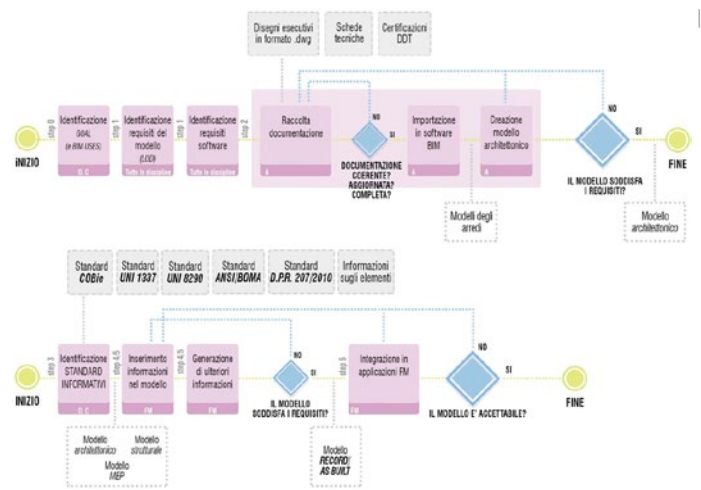 Disegni esecutivi
in formato .dwg
Schede
tecniche
Certificazioni
DDT
NO
step 0
Identificazione
GOAL
(e BIM USES)
D, C
step 1
Identificazione
requisiti del
modello
(LOD)
Tutte le discipline
step 1
Identificazione
requisiti
software
Tutte le discipline
step 2
Raccolta
documentazione
A
NO
SI
Importazione
in software
BIM
A
Creazione
modello
architettonico
A
SI
INIZIO
DOCUMENTAZIONE
COERENTE?
AGGIORNATA?
COMPLETA?
IL MODELLO SODDISFA
I REQUISITI?
FINE
Modelli degli
arredi
Modello
architettonico
Standard
COBie
Standard
UNI 1337
Standard
UNI 8290
Standard
ANSI/BOMA
Standard
D.P.R. 207/2010
Informazioni
sugli elementi
step 3
Identificazione
STANDARD
INFORMATIVI
D, C
step 4/5
Inserimento
informazioni
nel modello
FM
step 4/5
Generazione
di ulteriori
informazioni
FM
NO
SI
Integrazione in
applicazioni FM
FM
NO
SI
INIZIO
IL MODELLO
SODDISFA I REQUISITI?
IL MODELLO E' ACCETTABILE?
FINE
Modello
architettonico
Modello
strutturale
Modello
MEP
Modello
RECORD/
AS BUILT